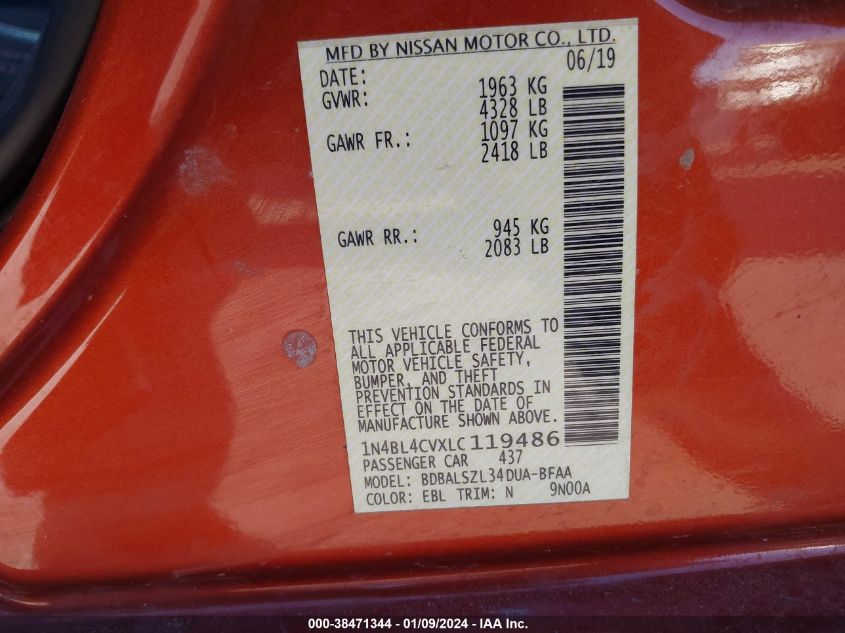 MFD BY NISSAN MOTOR CO., LTD.
DATE: 06/19
GVWR: 1963 KG
4328 LB
GAWR FR.: 1097 KG
2418 LB
GAWR RR.: 945 KG
2083 LB
THIS VEHICLE CONFORMS TO
ALL APPLICABLE FEDERAL
MOTOR VEHICLE SAFETY,
BUMPER, AND THEFT
PREVENTION STANDARDS IN
EFFECT ON THE DATE OF
MANUFACTURE SHOWN ABOVE.
1N4BL4CVXLC119486
PASSENGER CAR 437
MODEL: BDBALSZL34DUA-BFAA
COLOR: EBL TRIM: N 9N00A
000-38471344 - 01/09/2024 - IAA Inc.